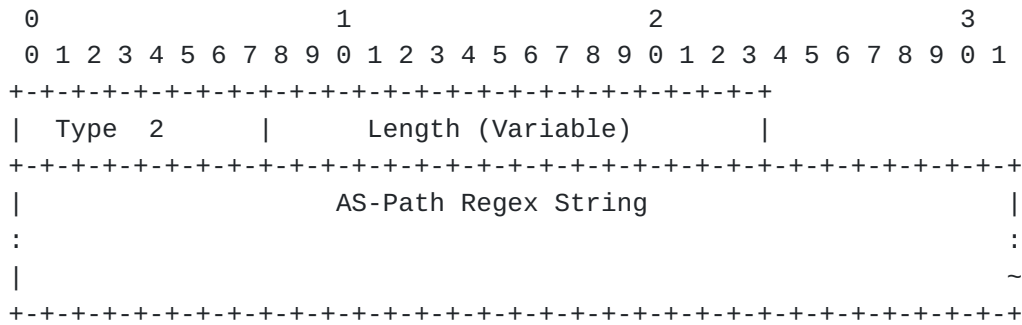 0                   1                   2                   3
 0 1 2 3 4 5 6 7 8 9 0 1 2 3 4 5 6 7 8 9 0 1 2 3 4 5 6 7 8 9 0 1
+-+-+-+-+-+-+-+-+-+-+-+-+-+-+-+-+-+-+-+-+-+-+-+-+
|  Type  2      |      Length (Variable)        |
+-+-+-+-+-+-+-+-+-+-+-+-+-+-+-+-+-+-+-+-+-+-+-+-+-+-+-+-+-+-+-+-+
|                    AS-Path Regex String                       |
:                                                               :
|                                                               ~
+-+-+-+-+-+-+-+-+-+-+-+-+-+-+-+-+-+-+-+-+-+-+-+-+-+-+-+-+-+-+-+-+